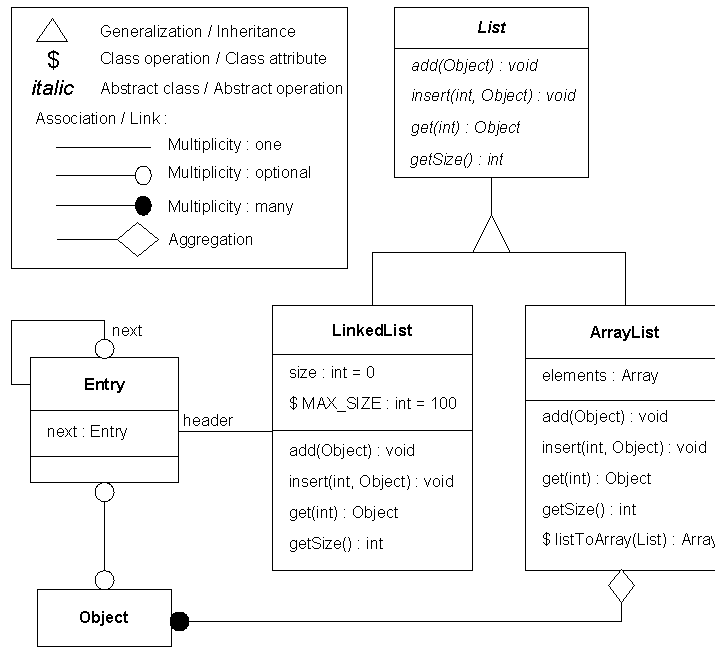 Generalization / Inheritance
$ Class operation / Class attribute
italic Abstract class / Abstract operation
Association / Link :
Multiplicity : one
Multiplicity : optional
Multiplicity : many
Aggregation
List
add(Object) : void
insert(int, Object) : void
get(int) : Object
getSize() : int
next
Entry
next : Entry
header
LinkedList
size : int = 0
$ MAX_SIZE : int = 100
add(Object) : void
insert(int, Object) : void
get(int) : Object
getSize() : int
ArrayList
elements : Array
add(Object) : void
insert(int, Object) : void
get(int) : Object
getSize() : int
$ listToArray(List) : Array
Object